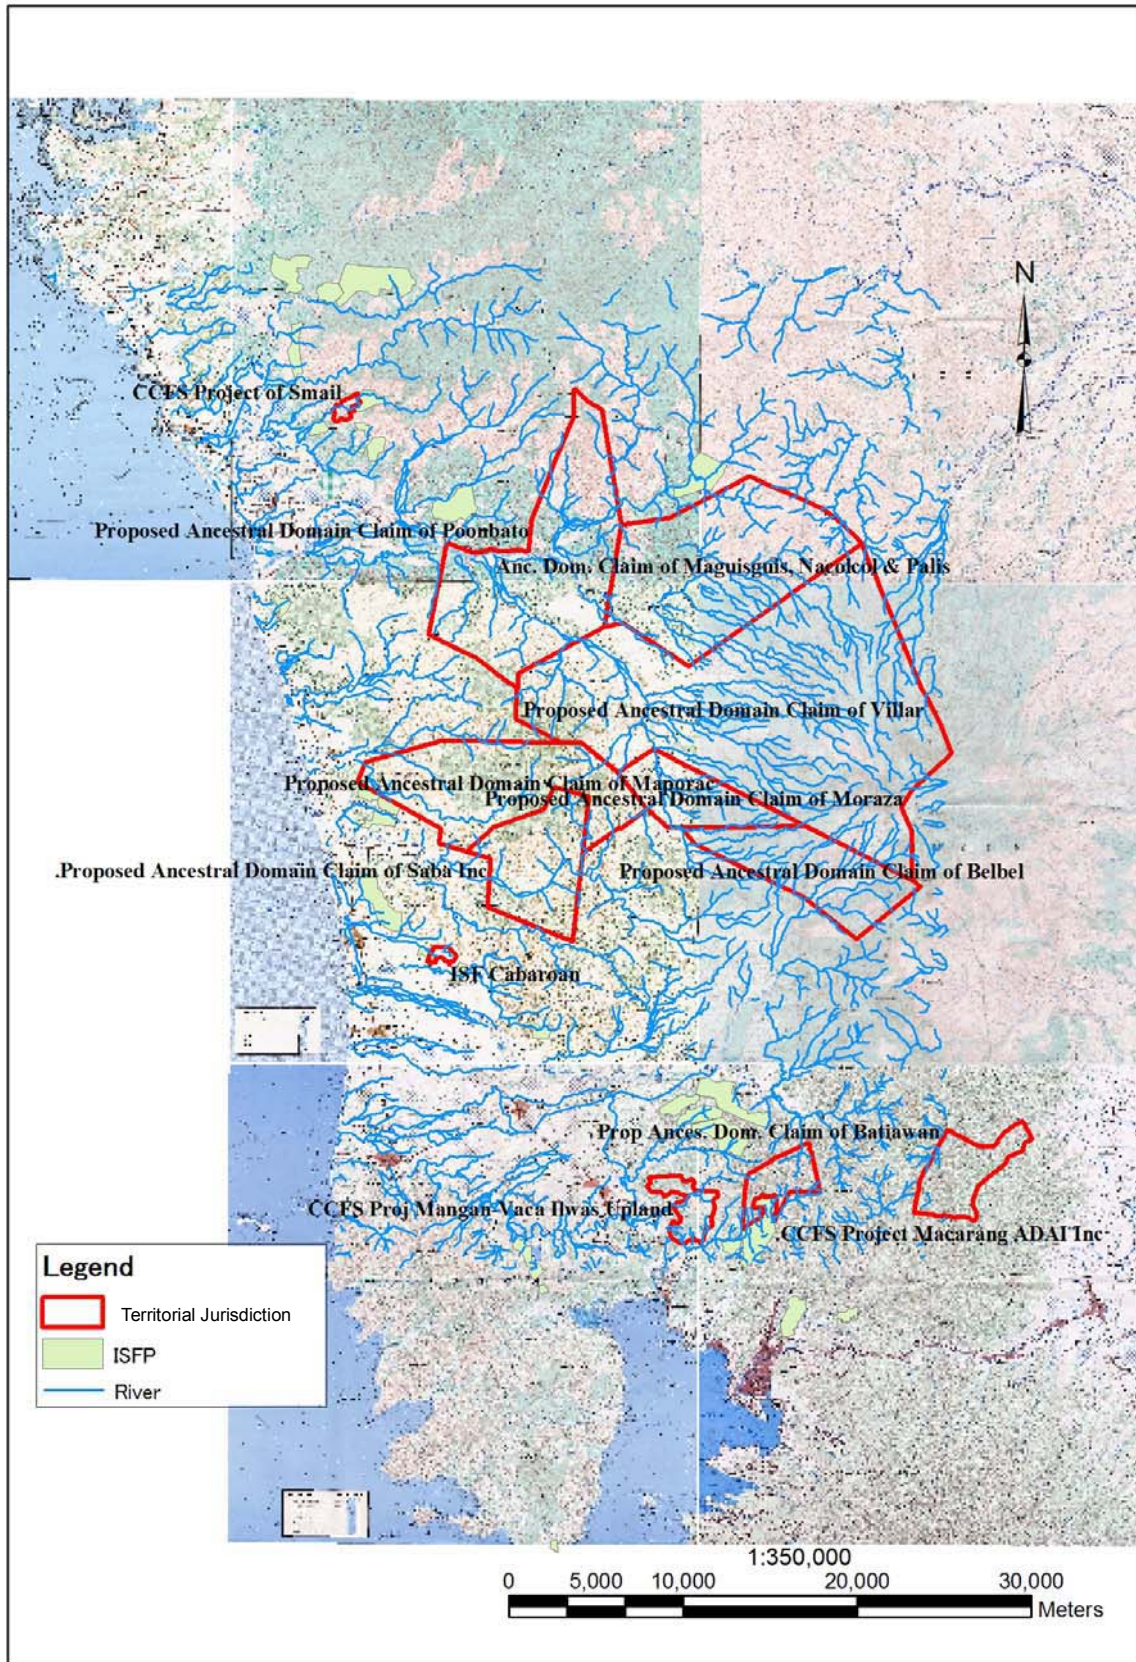 N
CCFS Project of Smail
Proposed Ancestral Domain Claim of Poonbato
Anc. Dom. Claim of Maguisguis, Nacolcol & Palis
Proposed Ancestral Domain Claim of Villar
Proposed Ancestral Domain Claim of Maporac
Proposed Ancestral Domain Claim of Moraza
.Proposed Ancestral Domain Claim of Saba Inc
Proposed Ancestral Domain Claim of Belbel
ISF Cabaroan
Prop Ances. Dom. Claim of Batiawan
CCFS Proj Mangan-Vaca Ilwas Upland
CCFS Project Macarang ADAI Inc
Legend
Territorial Jurisdiction
ISFP
River
1:350,000
0 5,000 10,000 20,000 30,000
Meters